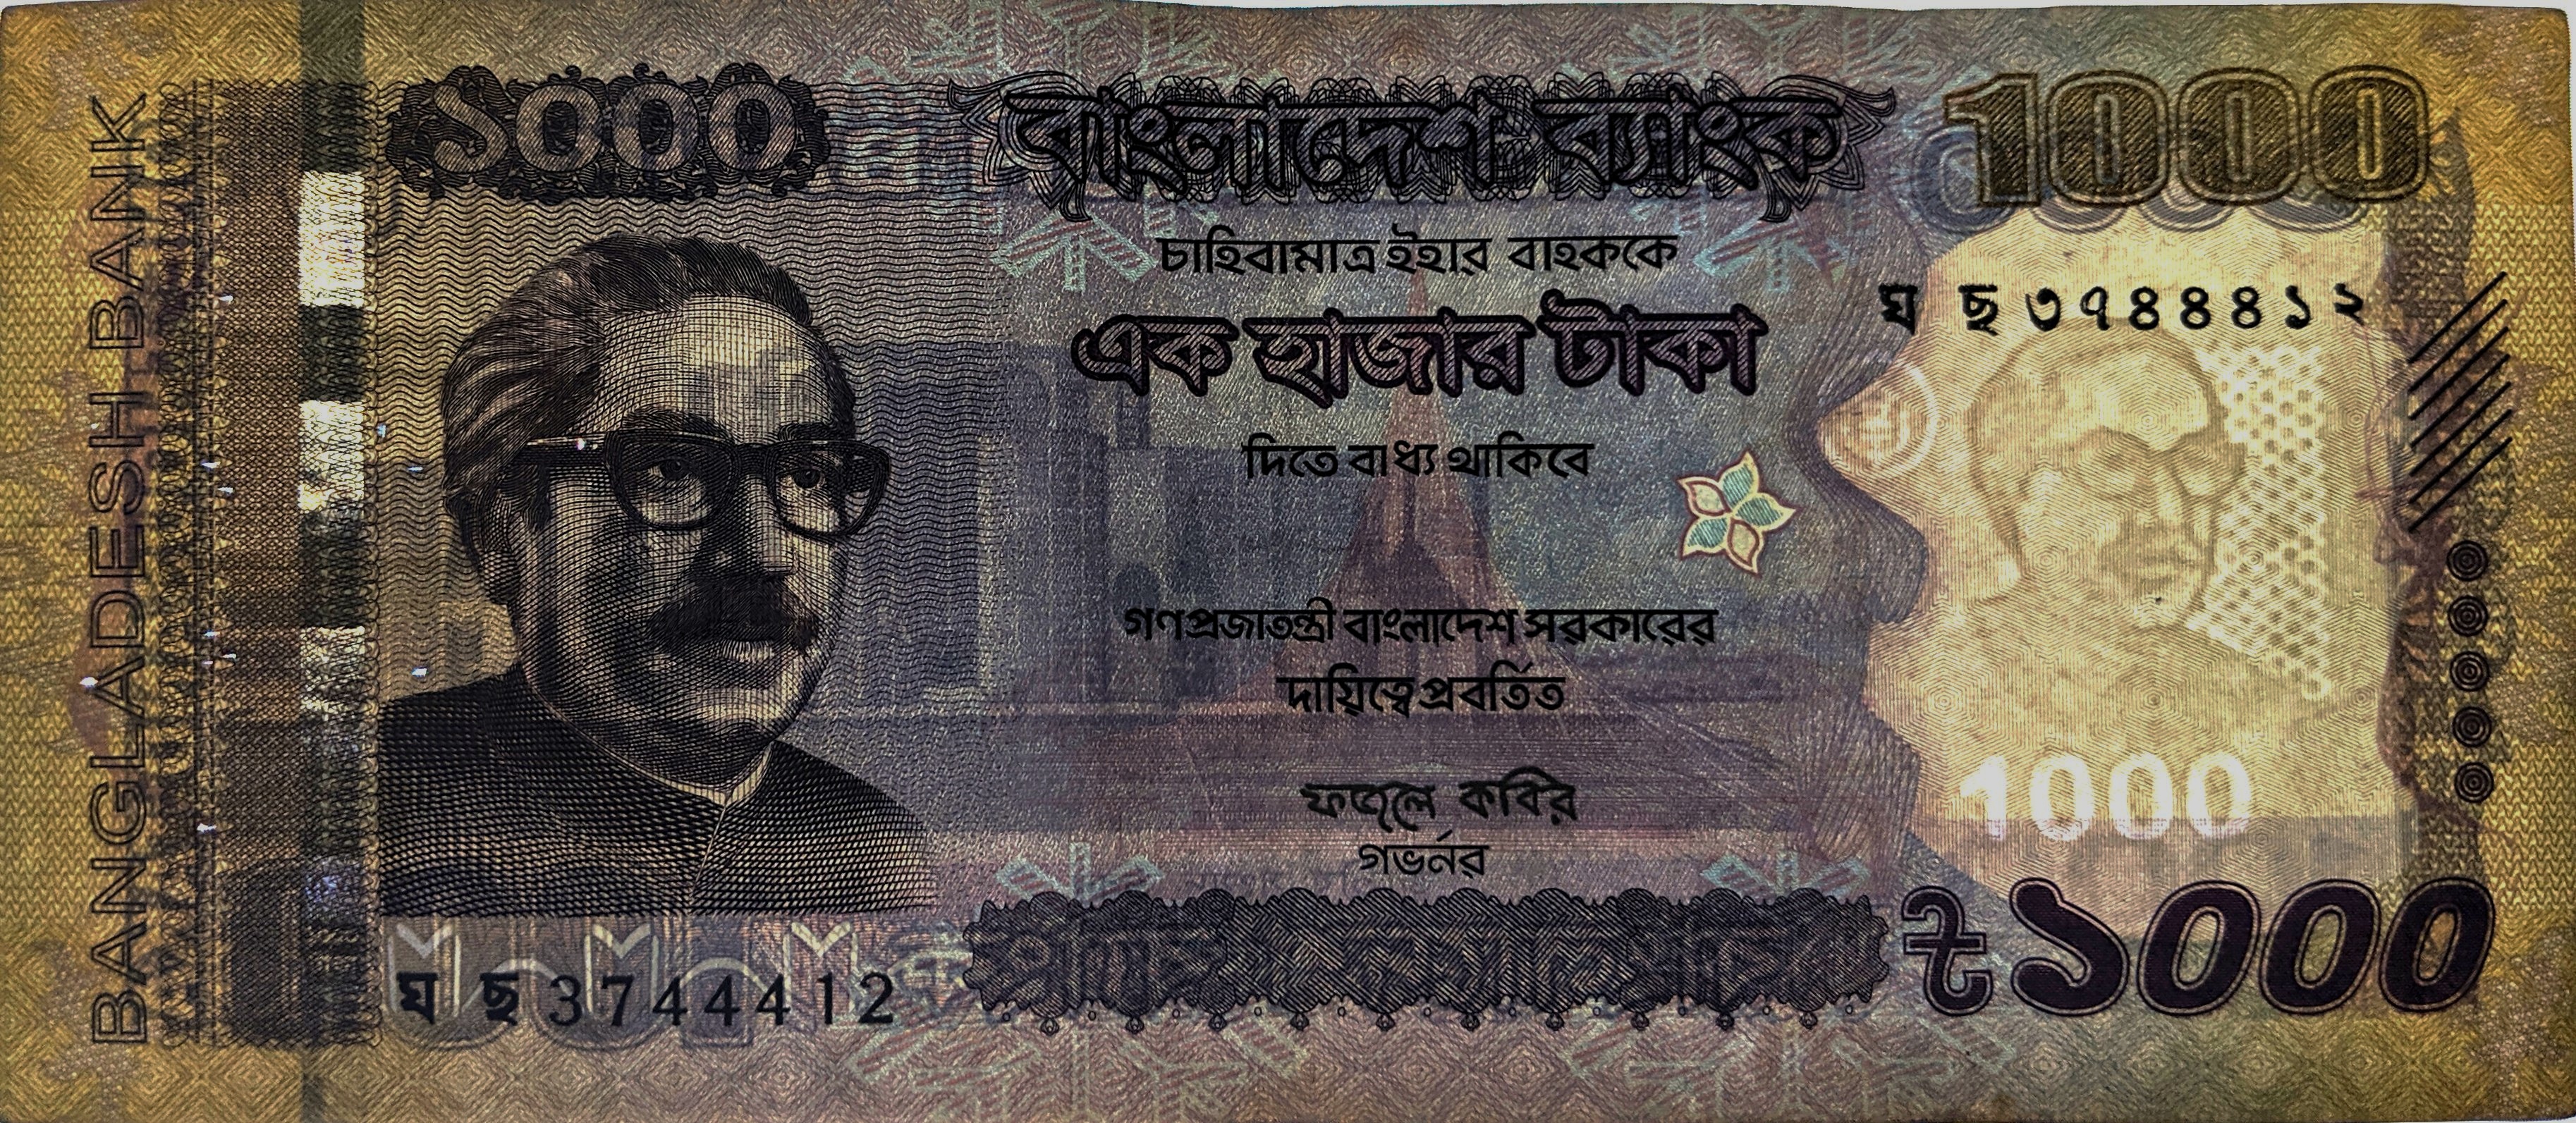 BANGLADESH BANK
১০০০
বাংলাদেশ ব্যাংক
1000
চাহিবামাত্র ইহার বাহককে
ঘ ছ ৩৭৪৪৪১২
এক হাজার টাকা
দিতে বাধ্য থাকিবে
গণপ্রজাতন্ত্রী বাংলাদেশ সরকারের
দায়িত্বে প্রবর্তিত
1000
ফজলে কবির
গভর্নর
ঘ ছ 3744412
৳১০০০